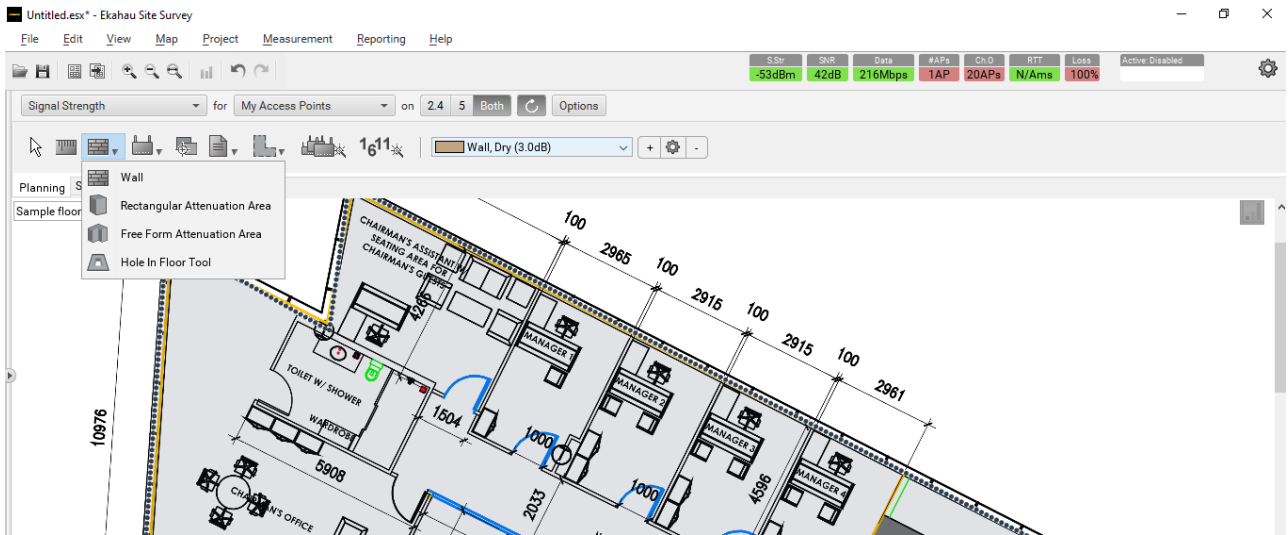 Untitled.esx* - Ekahau Site Survey
File Edit View Map Project Measurement Reporting Help
S.Str SNR Data #APs Ch.O RTT Loss Active: Disabled
-53dBm 42dB 216Mbps 1AP 20APs N/Ams 100%
Signal Strength for My Access Points on 2.4 5 Both Options
1 6 11 Wall, Dry (3.0dB) + -
Wall
Planning S
Rectangular Attenuation Area
Sample floor
Free Form Attenuation Area
Hole In Floor Tool
100
2965
100
2915
100
2915
100
2961
CHAIRMAN'S ASSISTANT
SEATING AREA FOR
CHAIRMAN'S GUESTS
4266
MANAGER 1
MANAGER 2
MANAGER 3
MANAGER 4
TOILET W/ SHOWER
WARDROBE
1504
1000
1000
10976
5908
2033
4596
CHAIRMAN'S OFFICE